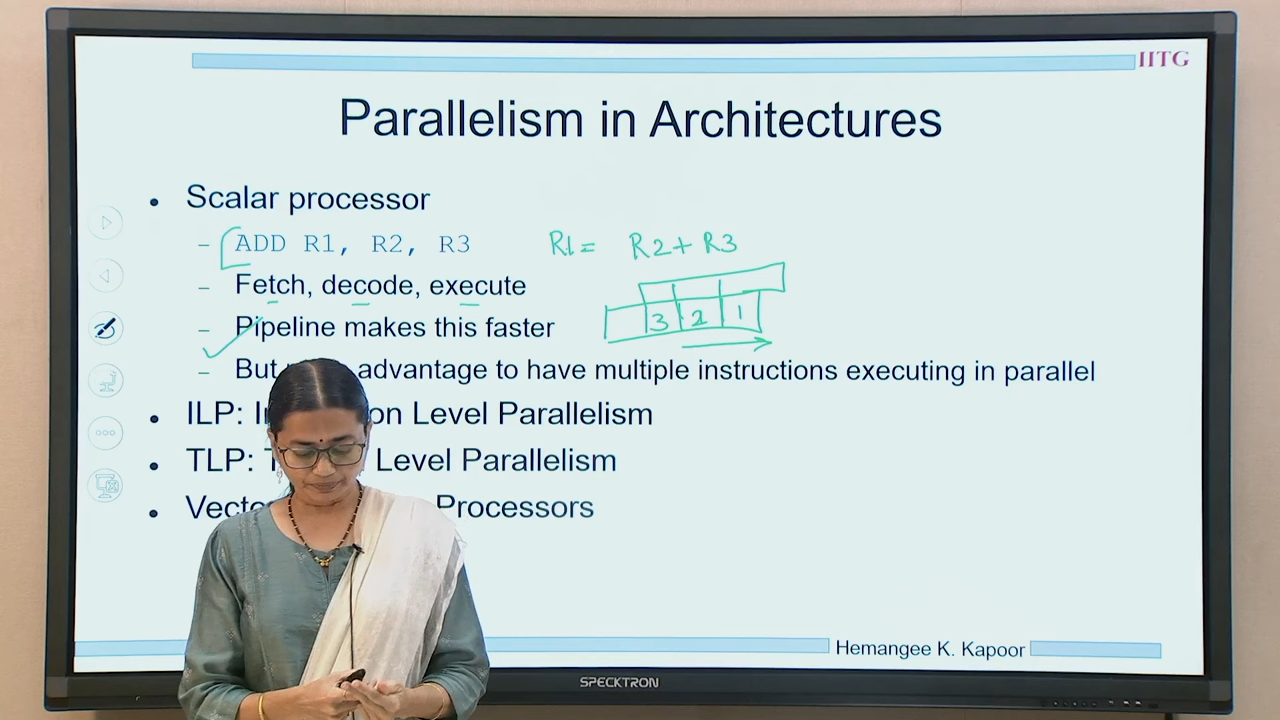 IITG
Parallelism in Architectures
• Scalar processor
– ADD R1, R2, R3 R1 = R2 + R3
– Fetch, decode, execute
3 2 1
– Pipeline makes this faster
– But advantage to have multiple instructions executing in parallel
• ILP: Level Parallelism
• TLP: Level Parallelism
• Processors
Hemangee K. Kapoor
SPECKTRON